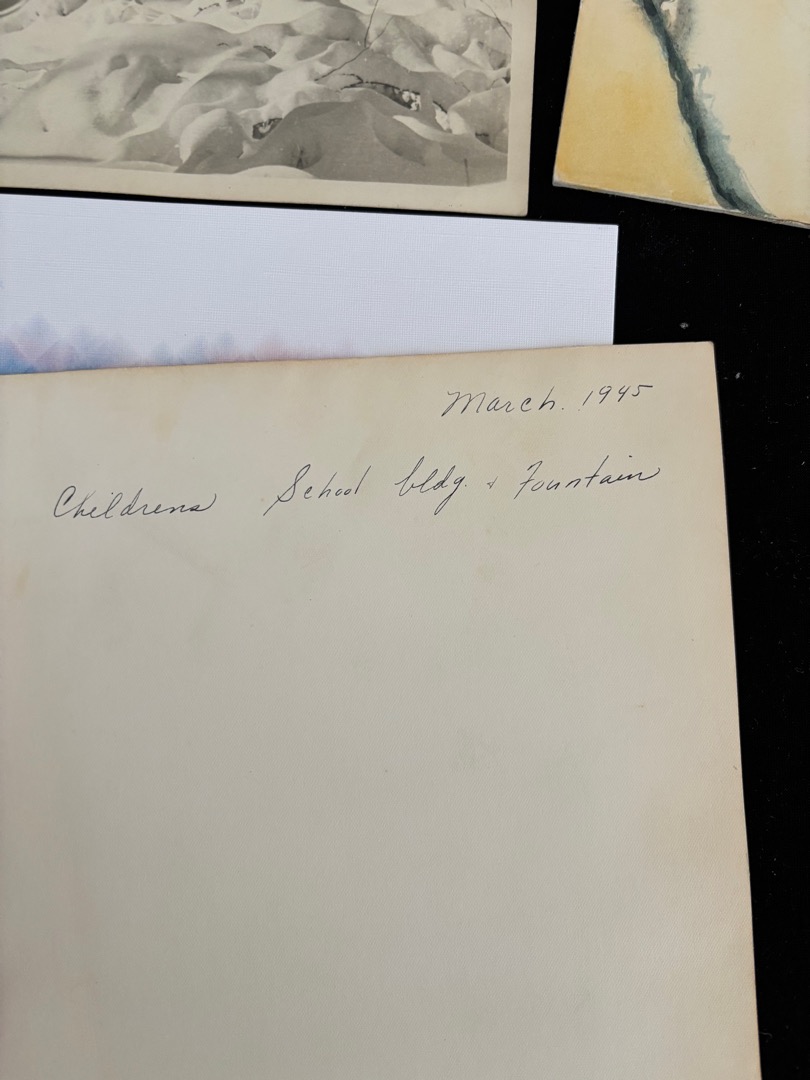 March. 1945
Childrens School bldg. & Fountain